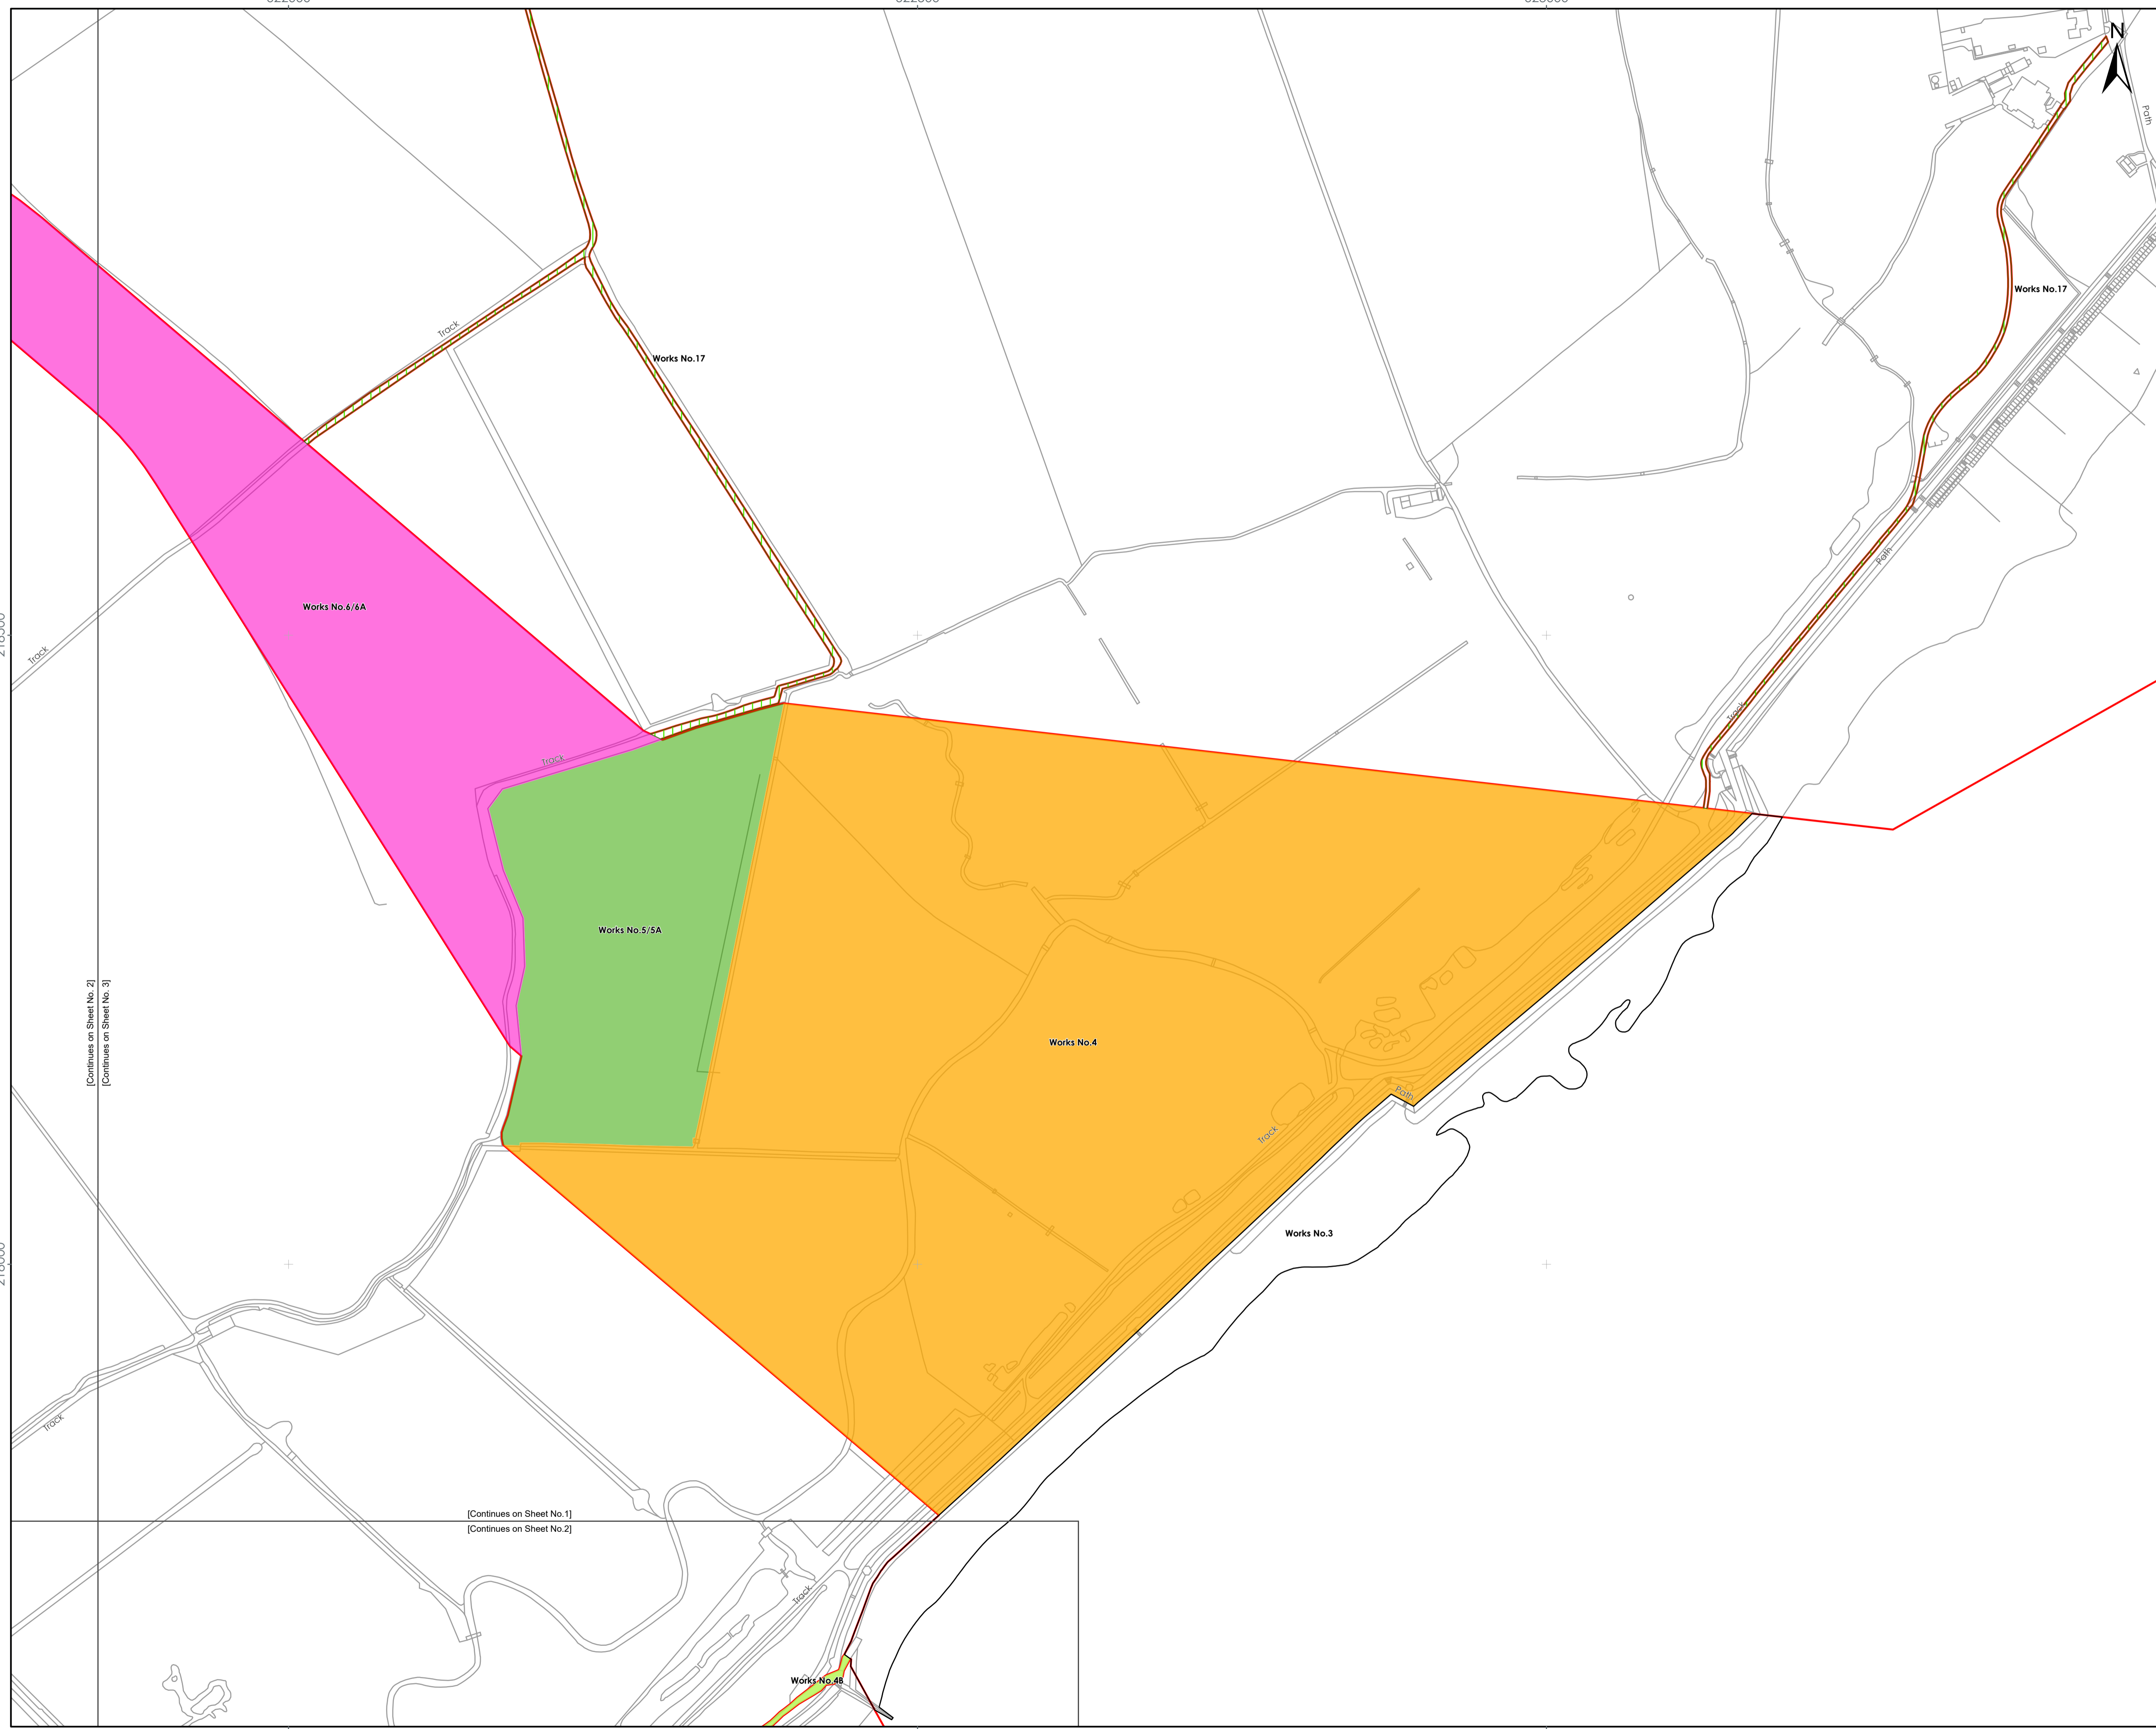 N
Path
Works No.17
Track
Works No.17
Path
Works No.6/6A
Track
Track
Track
Works No.5/5A
[Continues on Sheet No. 2]
[Continues on Sheet No. 3]
Works No.4
Path
Track
Works No.3
Track
[Continues on Sheet No.1]
[Continues on Sheet No.2]
Track
Works No.4B